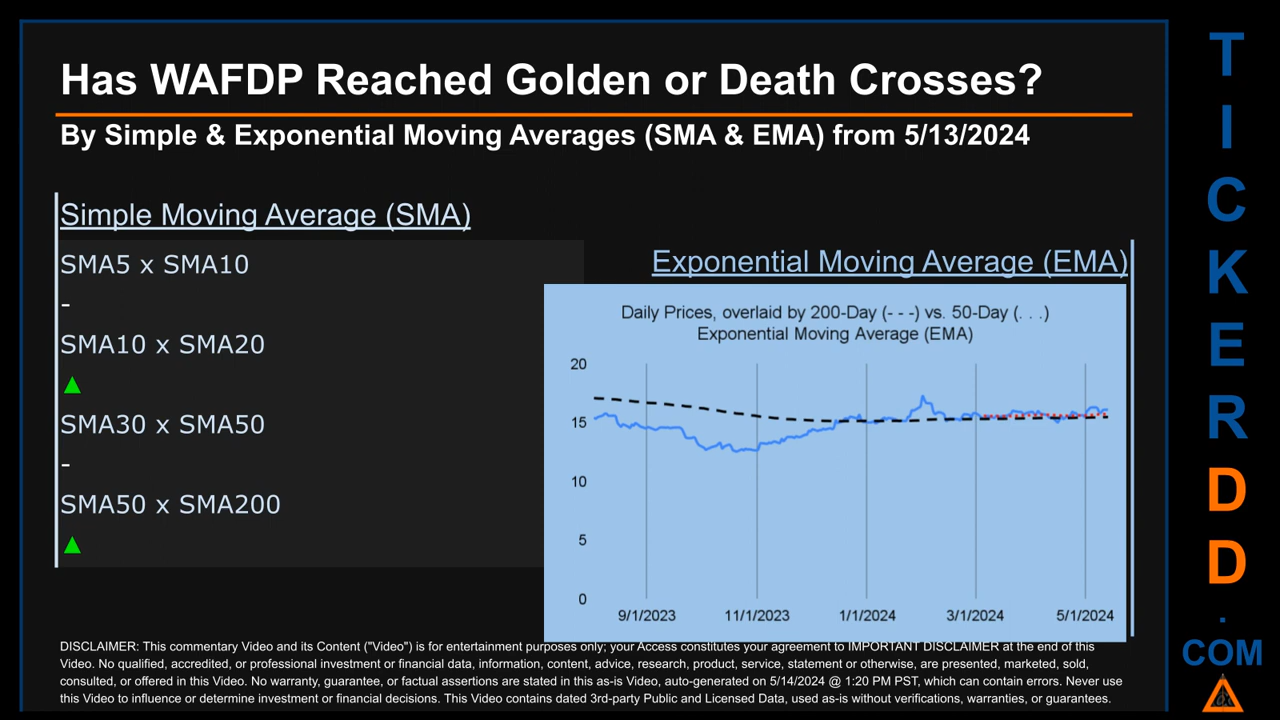 Has WAFDP Reached Golden or Death Crosses?
By Simple & Exponential Moving Averages (SMA & EMA) from 5/13/2024
Simple Moving Average (SMA)
SMA5 x SMA10
-
SMA10 x SMA20
▲
SMA30 x SMA50
-
SMA50 x SMA200
▲
Exponential Moving Average (EMA)
Daily Prices, overlaid by 200-Day (- - -) vs. 50-Day (. . .)
Exponential Moving Average (EMA)
20
15
10
5
0
9/1/2023 11/1/2023 1/1/2024 3/1/2024 5/1/2024
DISCLAIMER: This commentary Video and its Content ("Video") is for entertainment purposes only; your Access constitutes your agreement to IMPORTANT DISCLAIMER at the end of this
Video. No qualified, accredited, or professional investment or financial data, information, content, advice, research, product, service, statement or otherwise, are presented, marketed, sold,
consulted, or offered in this Video. No warranty, guarantee, or factual assertions are stated in this as-is Video, auto-generated on 5/14/2024 @ 1:20 PM PST, which can contain errors. Never use
this Video to influence or determine investment or financial decisions. This Video contains dated 3rd-party Public and Licensed Data, used as-is without verifications, warranties, or guarantees.
T
I
C
K
E
R
D
D
.
COM